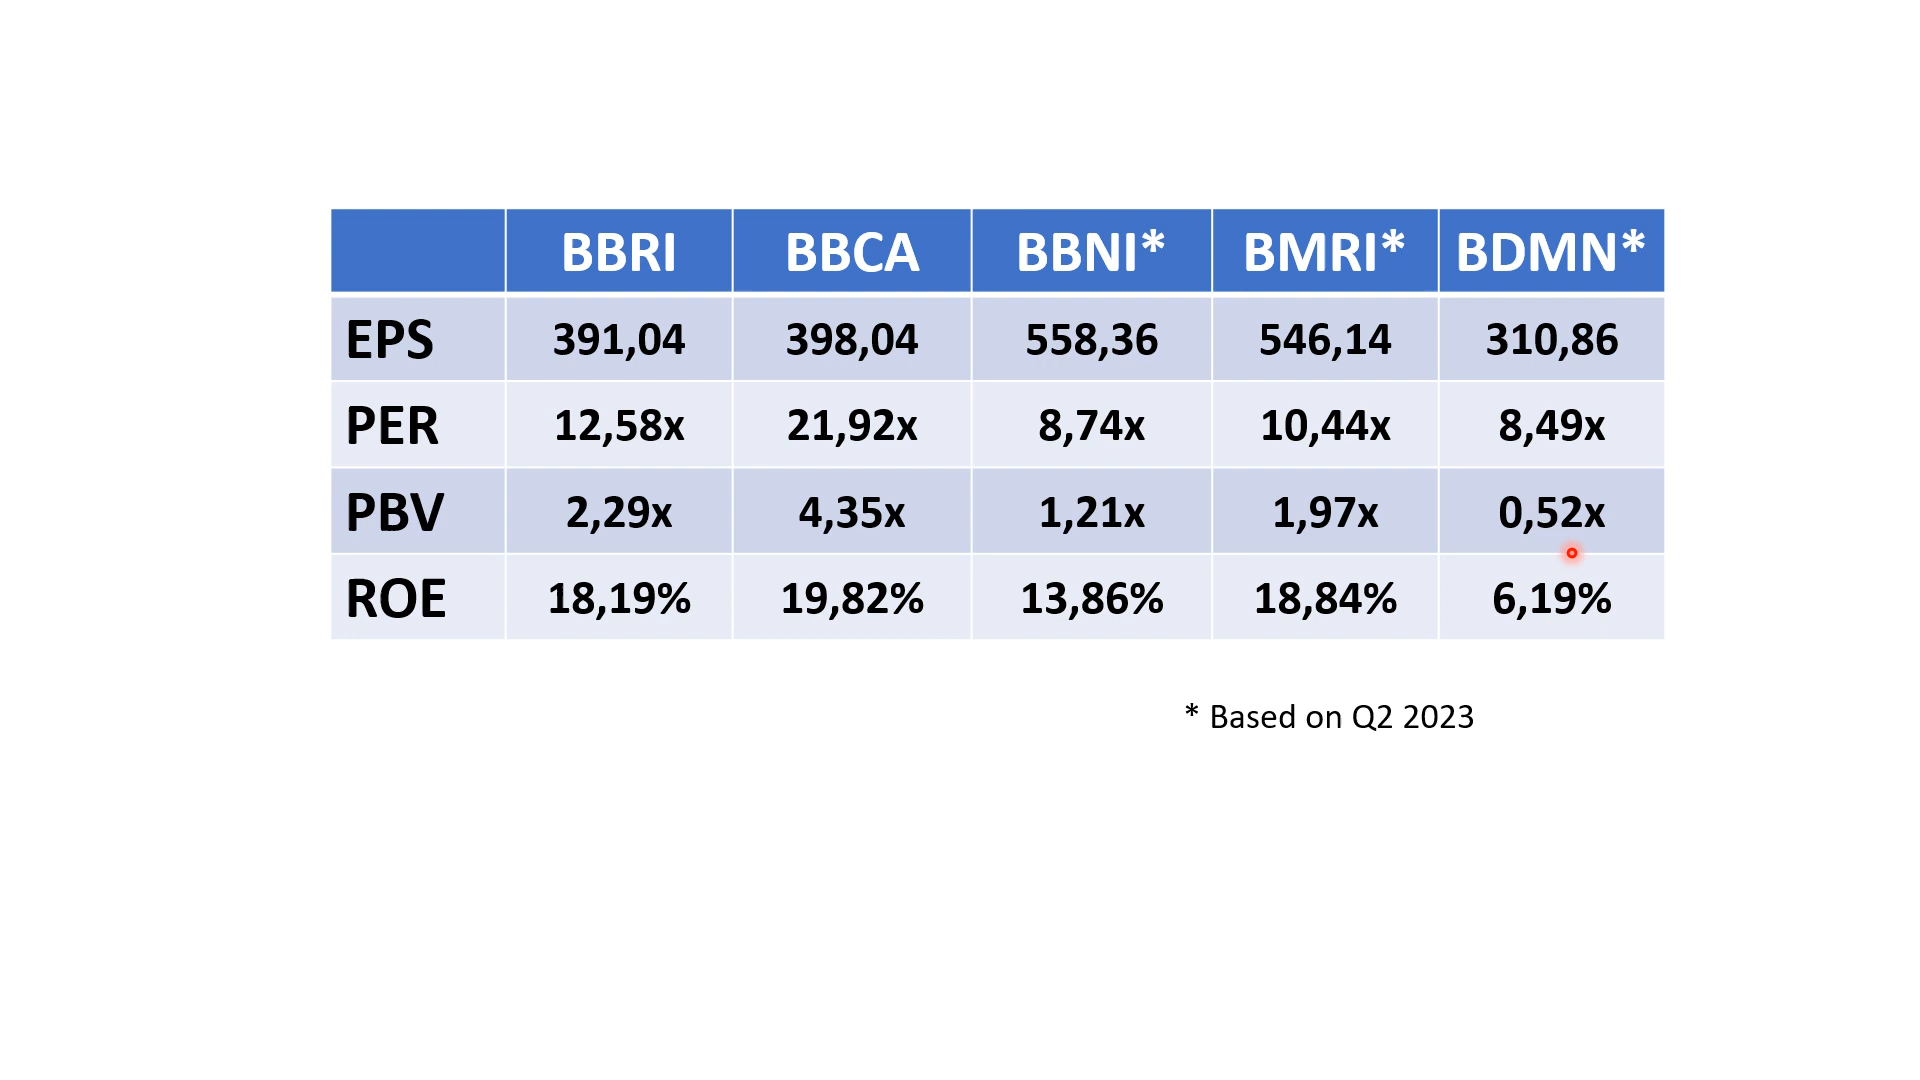 BBRI BBCA BBNI* BMRI* BDMN*
EPS 391,04 398,04 558,36 546,14 310,86
PER 12,58x 21,92x 8,74x 10,44x 8,49x
PBV 2,29x 4,35x 1,21x 1,97x 0,52x
ROE 18,19% 19,82% 13,86% 18,84% 6,19%
* Based on Q2 2023